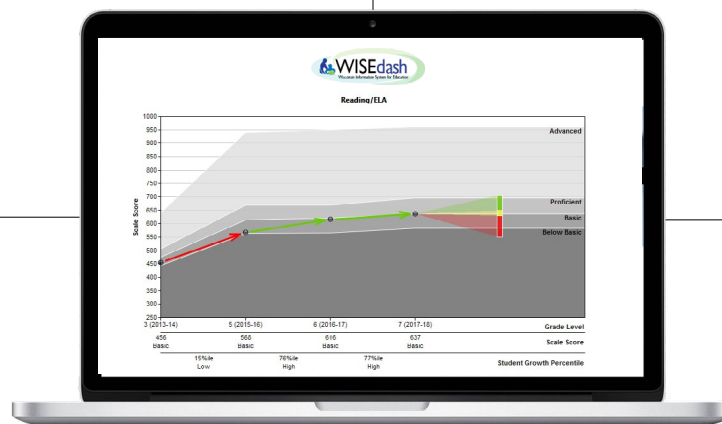 WISEdash
Wisconsin Information System for Education
Reading/ELA
1000
950
900
850
800
750
700
650
600
550
500
450
400
350
300
250
Scale Score
Advanced
Proficient
Basic
Below Basic
3 (2013-14) 5 (2015-16) 6 (2016-17) 7 (2017-18) Grade Level
456 568 616 637 Scale Score
Basic Basic Basic Basic
15%ile 76%ile 77%ile Student Growth Percentile
Low High High